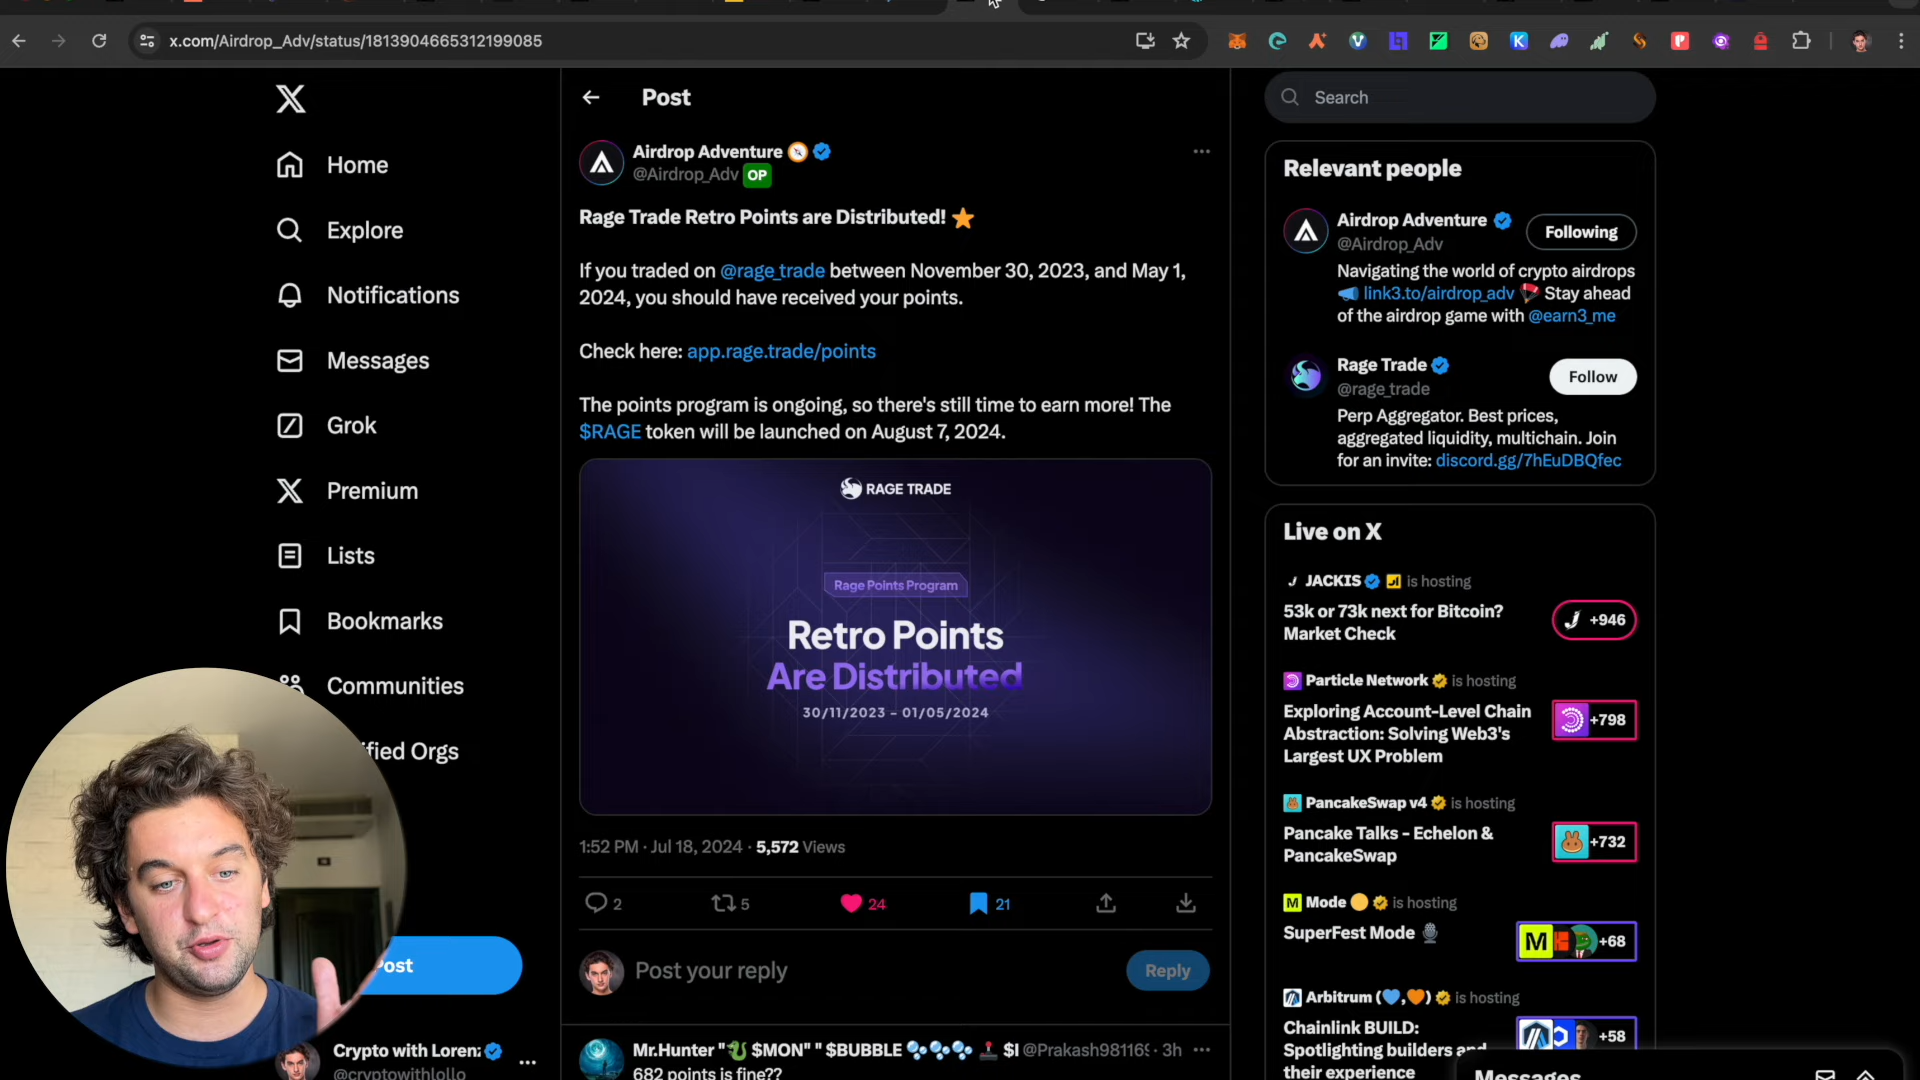 x.com/Airdrop_Adv/status/1813904665312199085
Home
Explore
Notifications
Messages
Grok
Premium
Lists
Bookmarks
Communities
ified Orgs
Post
Crypto with Loren
@cryptowithlollo
Post
Airdrop Adventure
@Airdrop_Adv OP
Rage Trade Retro Points are Distributed!
If you traded on @rage_trade between November 30, 2023, and May 1,
2024, you should have received your points.
Check here: app.rage.trade/points
The points program is ongoing, so there's still time to earn more! The
$RAGE token will be launched on August 7, 2024.
RAGE TRADE
Rage Points Program
Retro Points
Are Distributed
30/11/2023 – 01/05/2024
1:52 PM · Jul 18, 2024 · 5,572 Views
2
5
24
21
Post your reply
Reply
Mr.Hunter "$MON" " $BUBBLE $I @Prakash98116 · 3h
682 points is fine??
Search
Relevant people
Airdrop Adventure
@Airdrop_Adv
Following
Navigating the world of crypto airdrops
link3.to/airdrop_adv Stay ahead
of the airdrop game with @earn3_me
Rage Trade
@rage_trade
Follow
Perp Aggregator. Best prices,
aggregated liquidity, multichain. Join
for an invite: discord.gg/7hEuDBQfec
Live on X
JACKIS is hosting
53k or 73k next for Bitcoin?
Market Check
+946
Particle Network is hosting
Exploring Account-Level Chain
Abstraction: Solving Web3's
Largest UX Problem
+798
PancakeSwap v4 is hosting
Pancake Talks - Echelon &
PancakeSwap
+732
Mode is hosting
SuperFest Mode
+68
Arbitrum (💙,🧡) is hosting
Chainlink BUILD:
Spotlighting builders and
their experience
+58
Messages